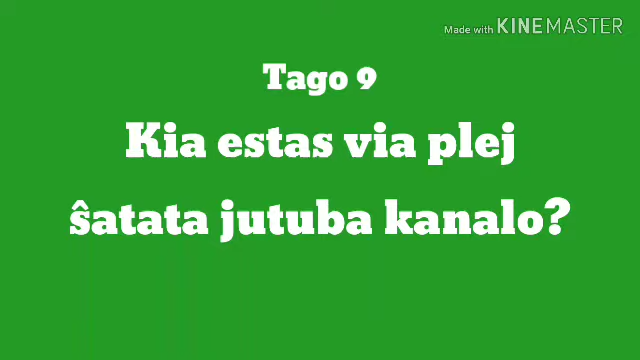 Made with KINEMASTER
Tago 9
Kia estas via plej
ŝatata jutuba kanalo?